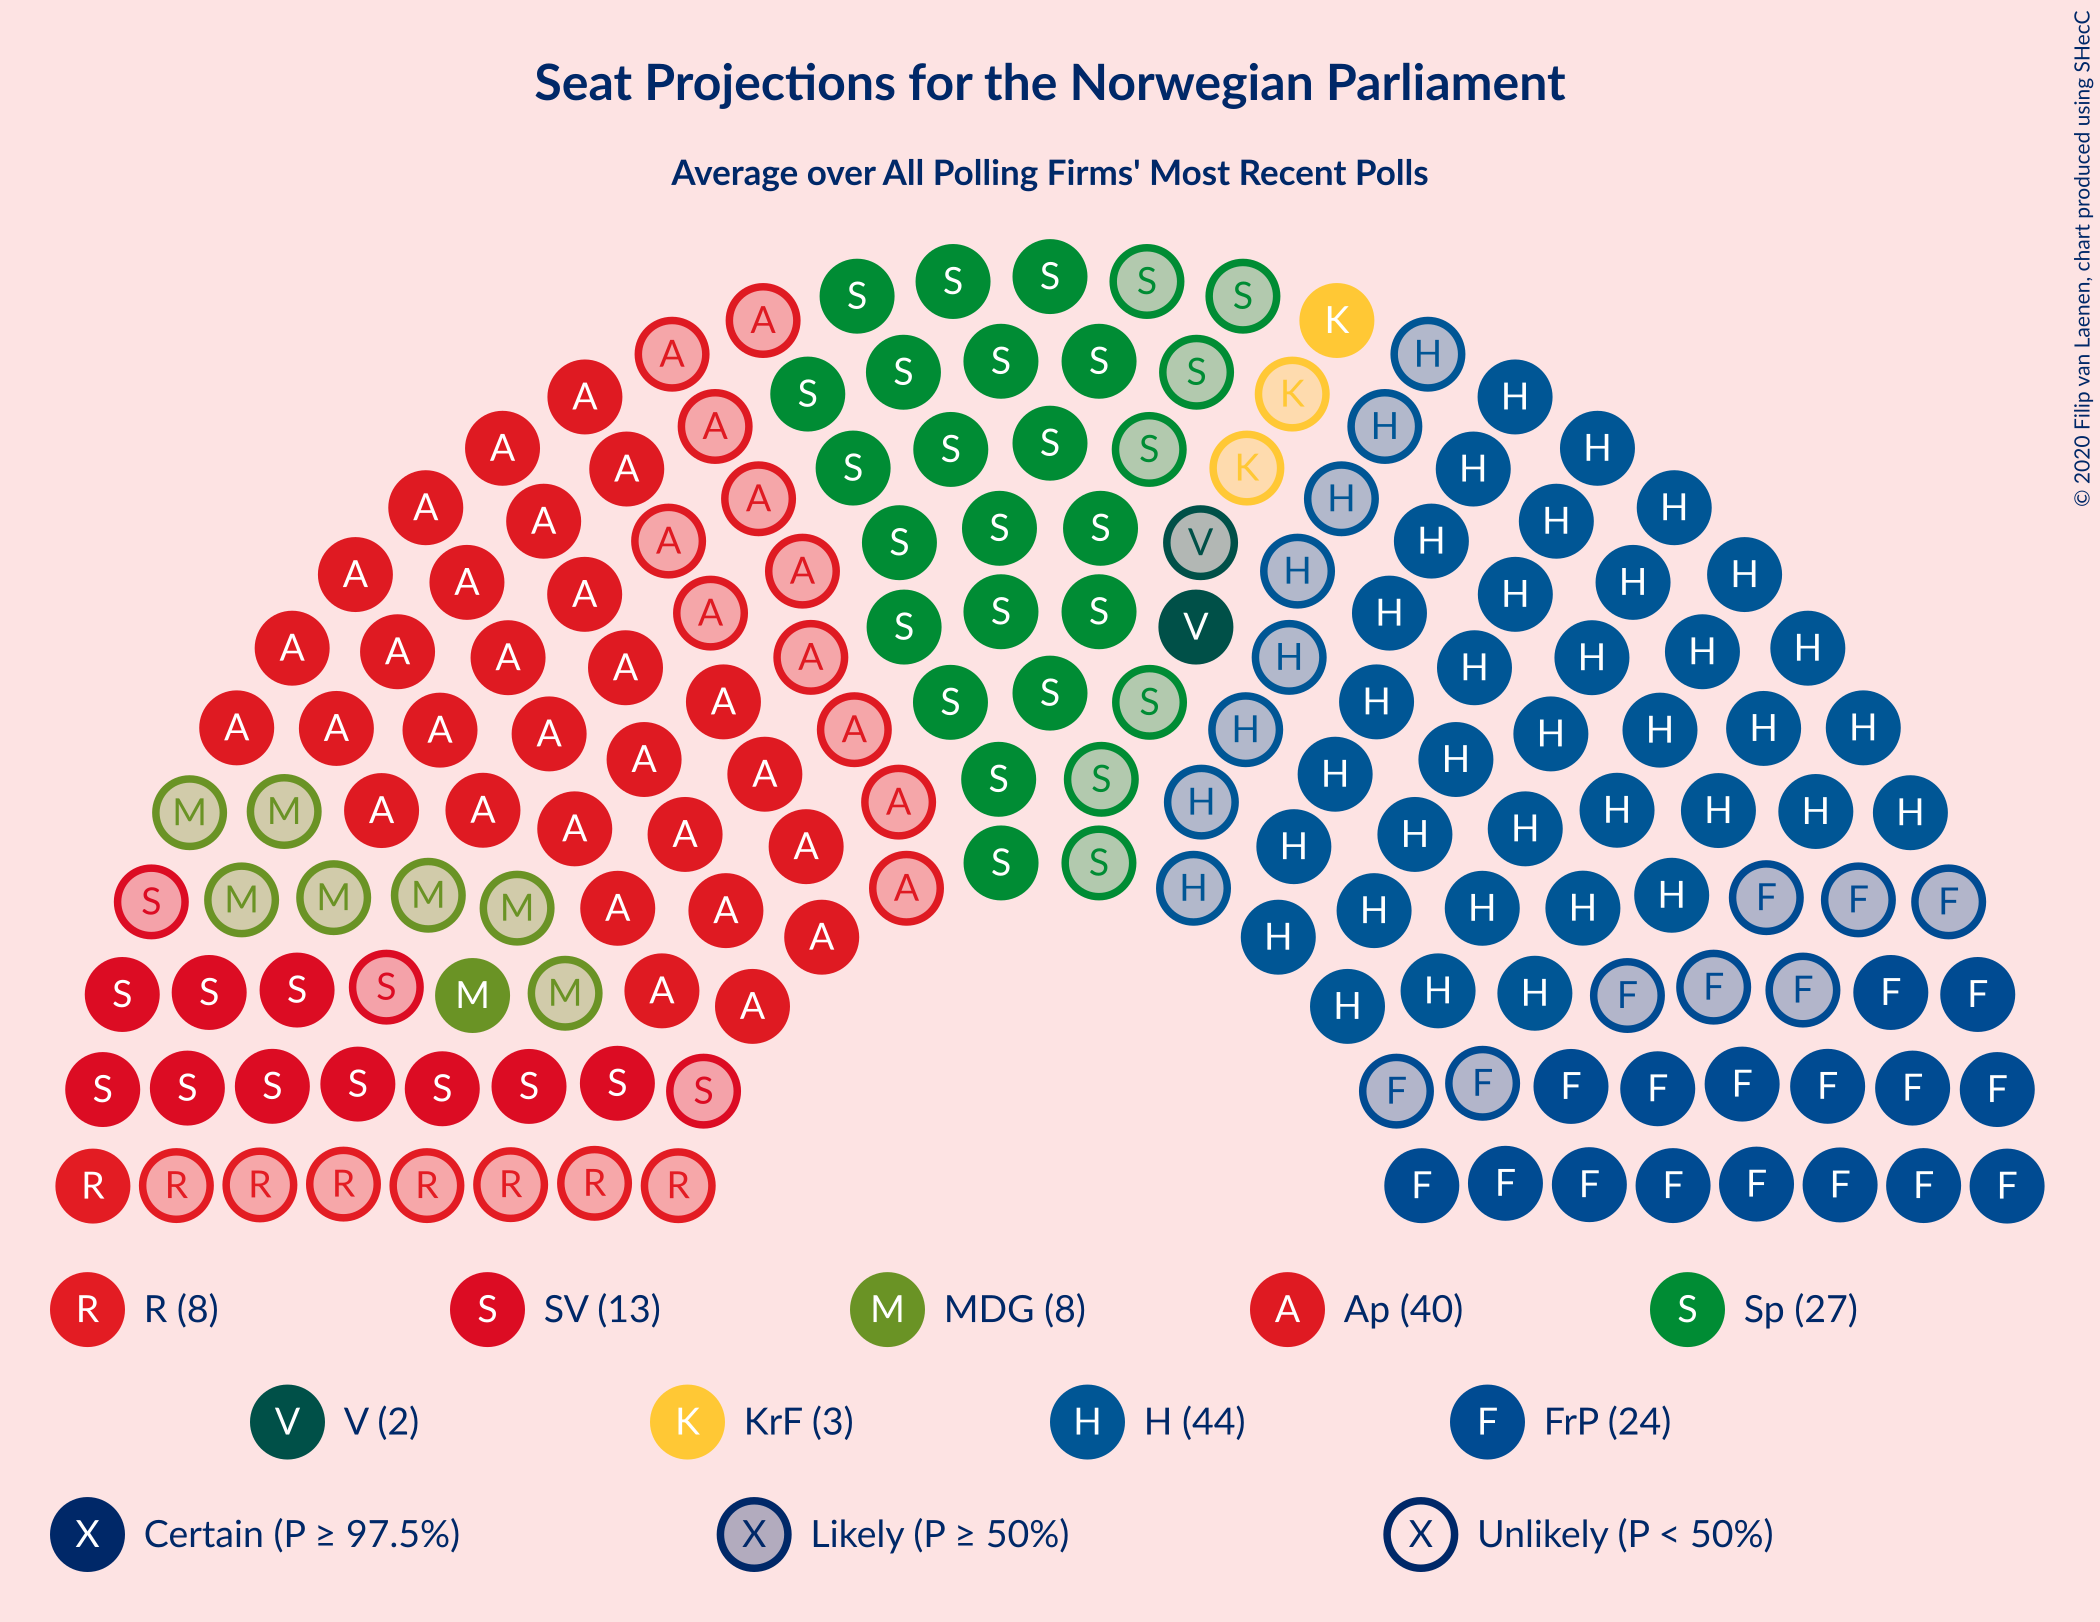 Seat Projections for the Norwegian Parliament
Average over All Polling Firms' Most Recent Polls
© 2020 Filip van Laenen, chart produced using SHecC
S S S S S
A K
A S S S S S H
A A S S S S K K H H
A A A H H H
A A A S S S V H H H H
A A A A S S S V H H H H
A A A A A S S S H H H H H H
A A A A A A A S S S H H H H H H H
M M A A A A A A S S H H H H H H H H
S M M M M A A A A S S H H H H H H F F F
S S S S M M A A H H H F F F F F
S S S S S S S S F F F F F F F F
R R R R R R R R F F F F F F F F
R R (8) S SV (13) M MDG (8) A Ap (40) S Sp (27)
V V (2) K KrF (3) H H (44) F FrP (24)
X Certain (P ≥ 97.5%) X Likely (P ≥ 50%) X Unlikely (P < 50%)